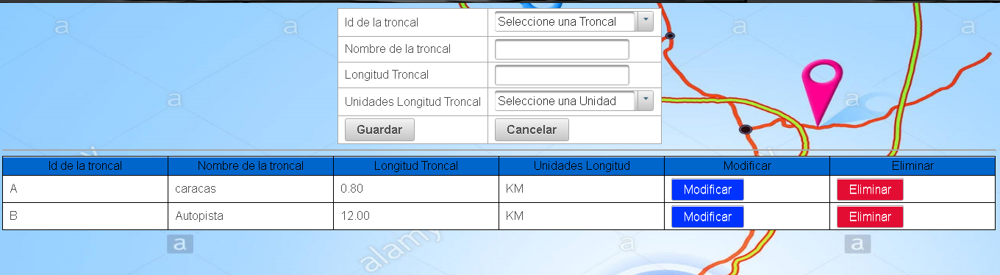 Id de la troncal Seleccione una Troncal
Nombre de la troncal
Longitud Troncal
Unidades Longitud Troncal Seleccione una Unidad
Guardar Cancelar
Id de la troncal Nombre de la troncal Longitud Troncal Unidades Longitud Modificar Eliminar
A caracas 0.80 KM Modificar Eliminar
B Autopista 12.00 KM Modificar Eliminar
a a a a
a a
a a a
alamy